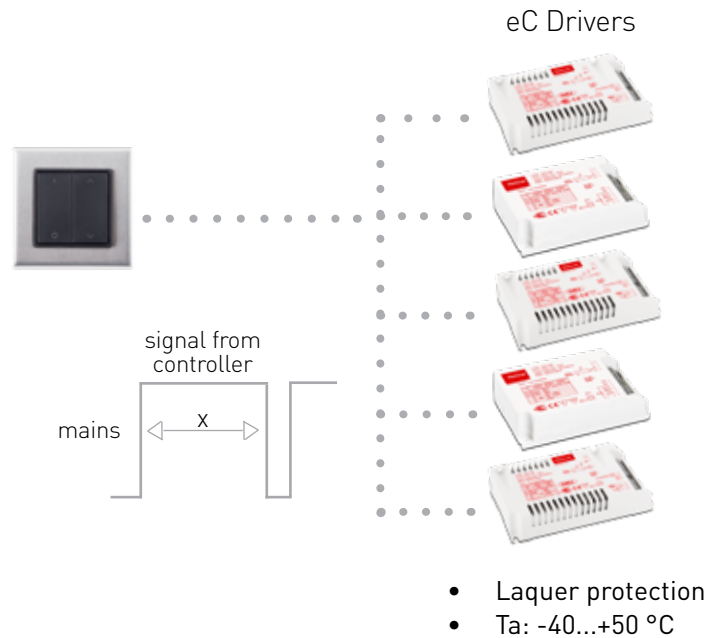 eC Drivers
signal from
controller
mains
x
• Laquer protection
• Ta: -40...+50 °C